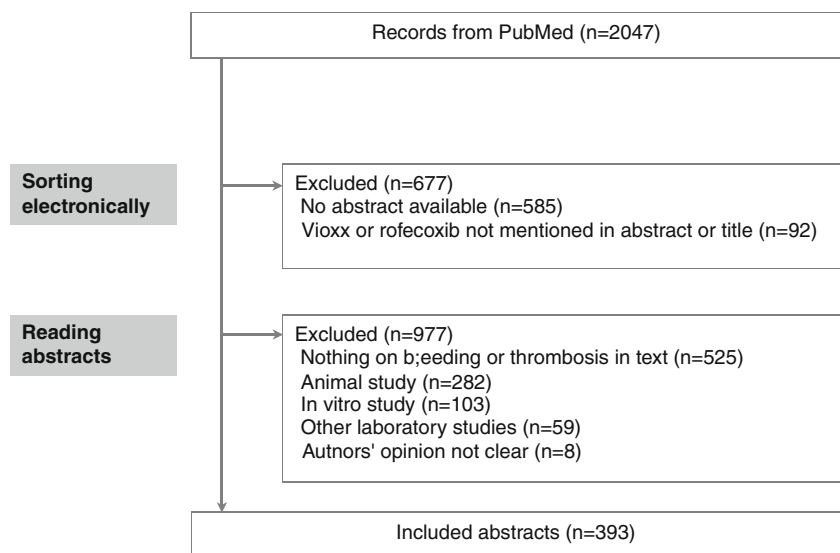 Records from PubMed (n=2047)
Sorting
electronically
Excluded (n=677)
No abstract available (n=585)
Vioxx or rofecoxib not mentioned in abstract or title (n=92)
Reading
abstracts
Excluded (n=977)
Nothing on b;eeding or thrombosis in text (n=525)
Animal study (n=282)
In vitro study (n=103)
Other laboratory studies (n=59)
Autnors' opinion not clear (n=8)
Included abstracts (n=393)